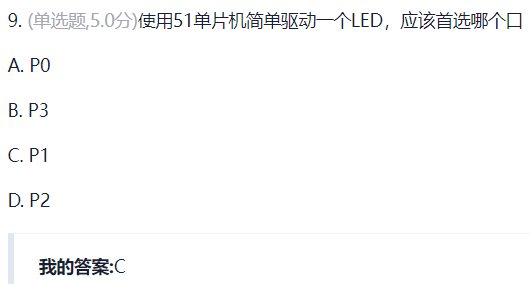 9. (单选题,5.0分)使用51单片机简单驱动一个LED，应该首选哪个口
A. P0
B. P3
C. P1
D. P2
我的答案:C